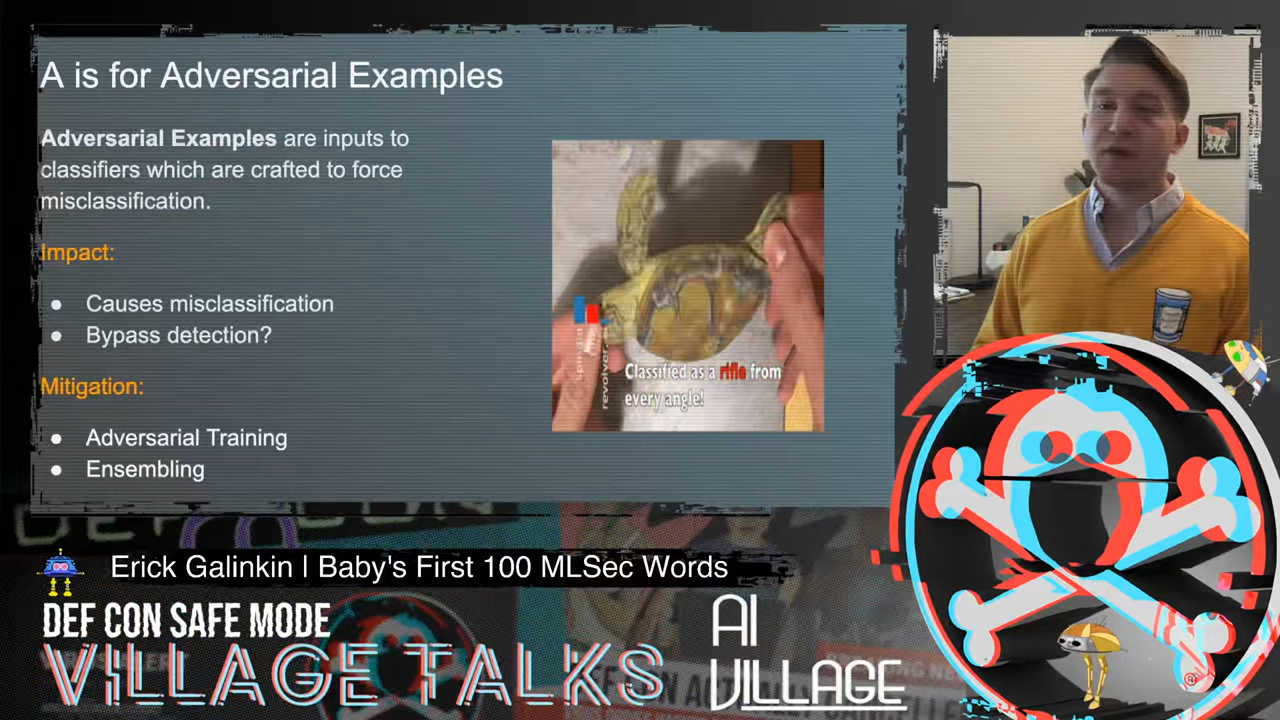 A is for Adversarial Examples
Adversarial Examples are inputs to
classifiers which are crafted to force
misclassification.
Impact:
● Causes misclassification
● Bypass detection?
Mitigation:
● Adversarial Training
● Ensembling
revolver
Classified as a rifle from
every angle!
Erick Galinkin | Baby's First 100 MLSec Words
DEF CON SAFE MODE
VILLAGE TALKS
AI
VILLAGE
DEF CON